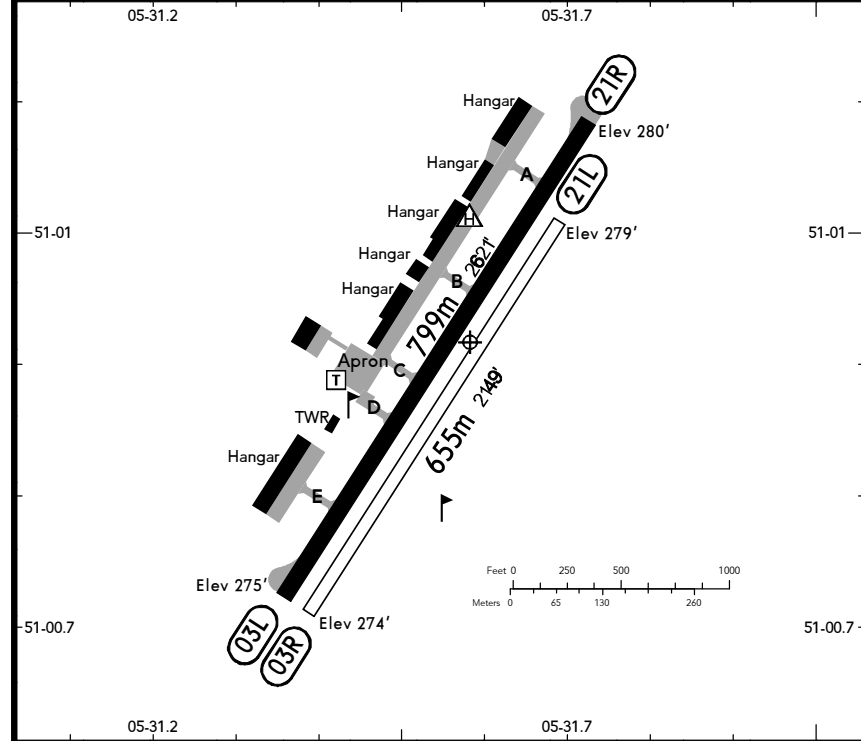 05-31.2
05-31.7
21R
Hangar
Elev 280'
Hangar
A
21L
Hangar
H
51-01
Elev 279'
51-01
2621'
Hangar
B
Hangar
799m
Apron
C
T
2149'
D
TWR
655m
Hangar
E
Feet 0 250 500 1000
Elev 275'
Meters 0 65 130 260
Elev 274'
51-00.7
51-00.7
03L
03R
05-31.2
05-31.7